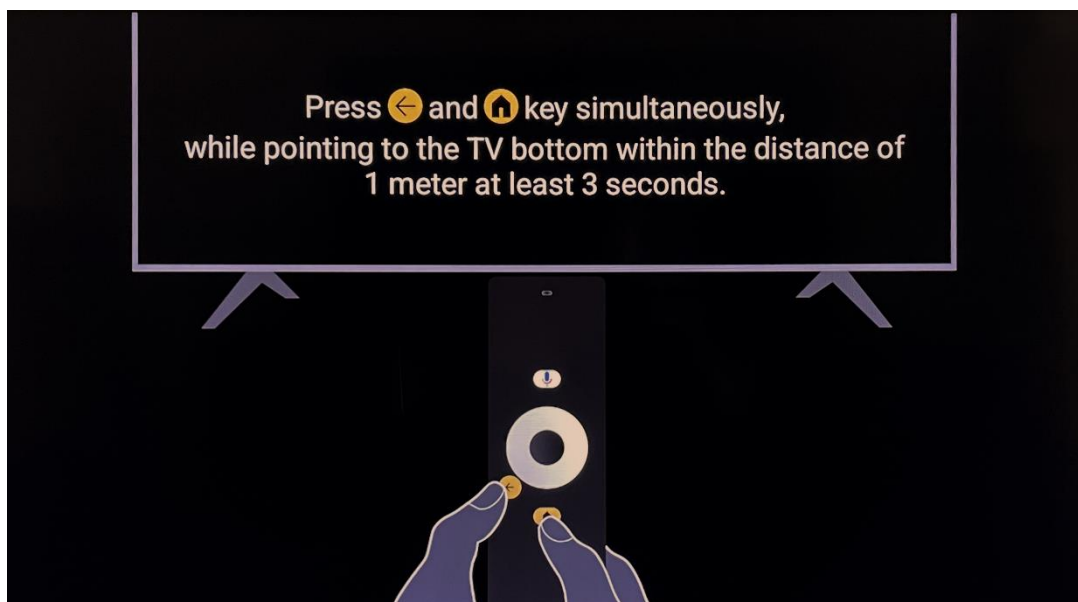 Press and key simultaneously,
while pointing to the TV bottom within the distance of
1 meter at least 3 seconds.